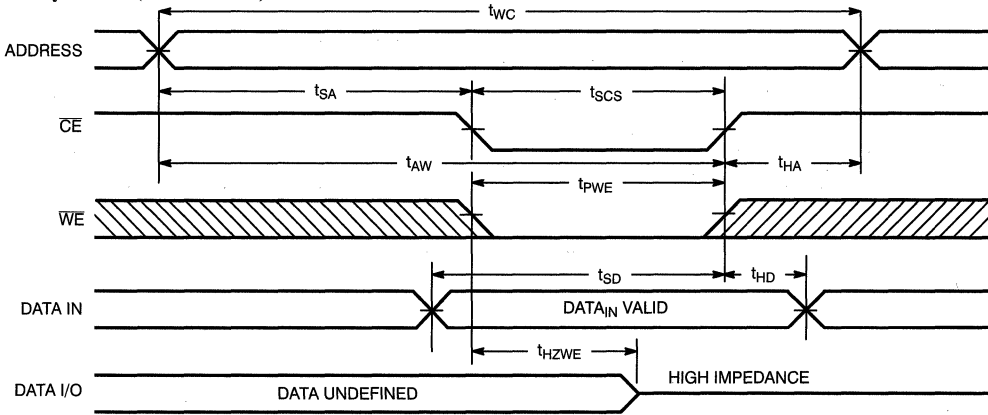 tWC
ADDRESS
tSA
tSCS
CE
tAW
tHA
tPWE
WE
tSD
tHD
DATA IN
DATAIN VALID
tHZWE
DATA I/O
DATA UNDEFINED
HIGH IMPEDANCE